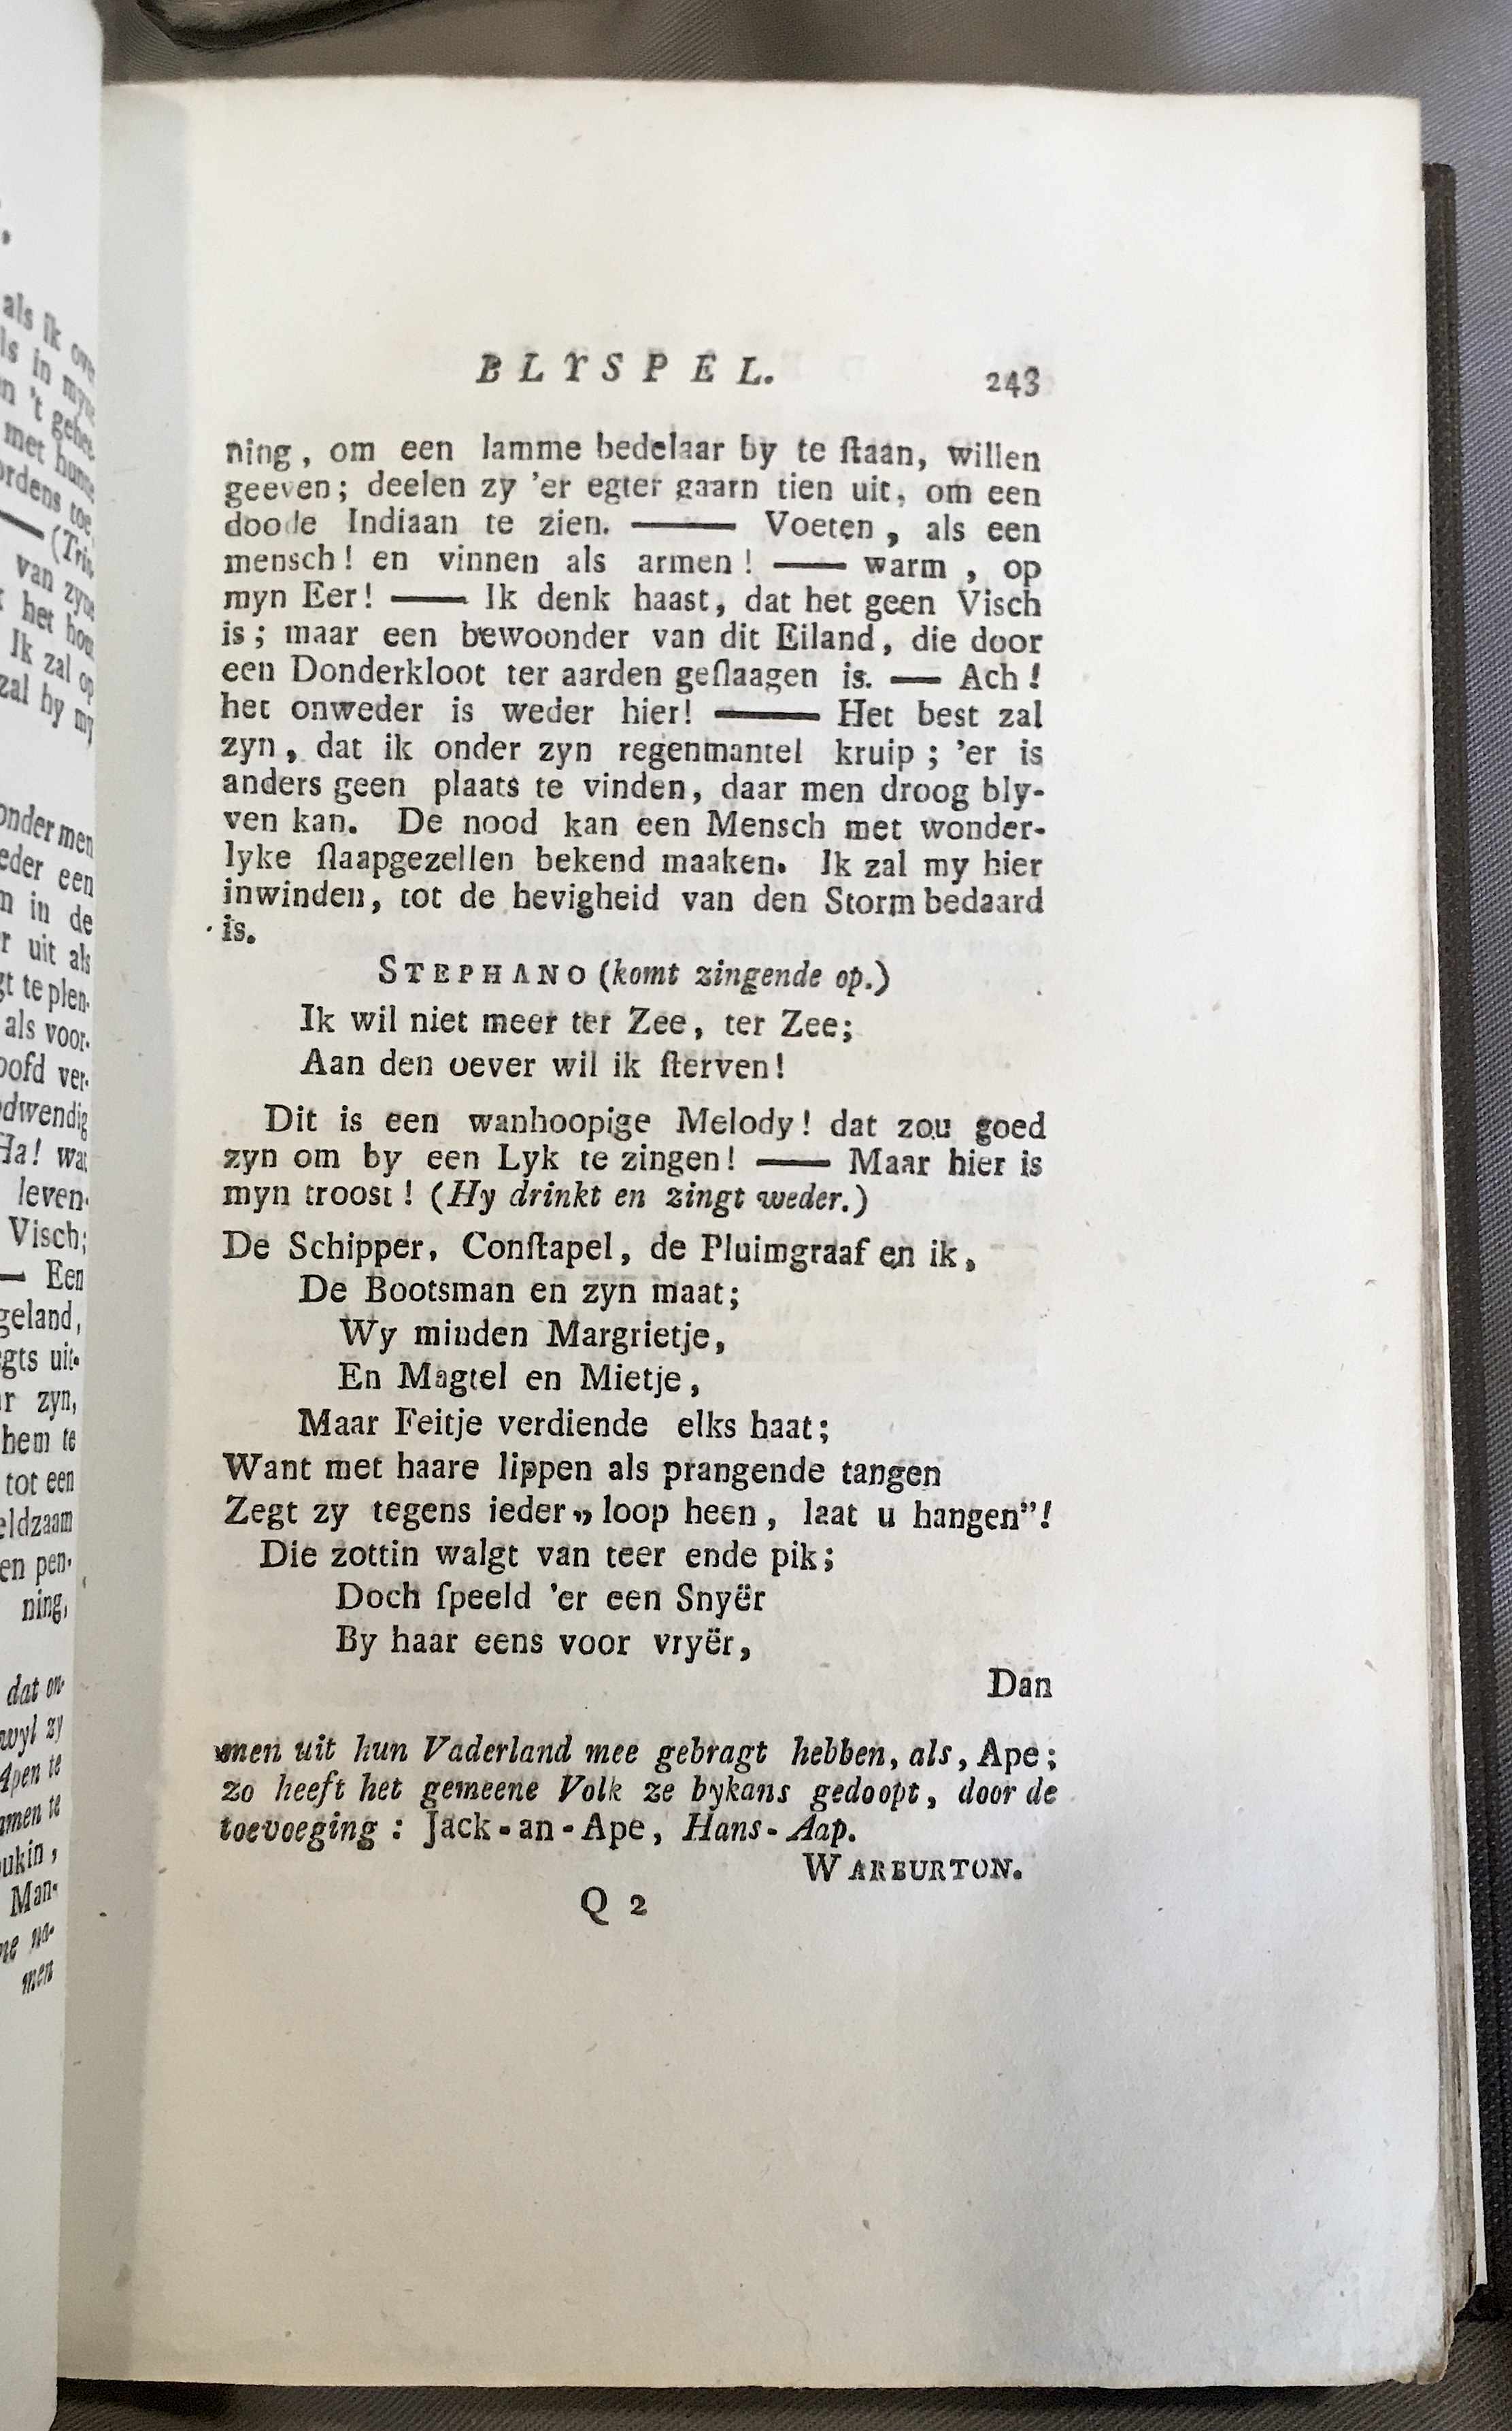 BLYSPEL. 243
ning, om een lamme bedelaar by te ſtaan, willen
geeven; deelen zy 'er egter gaarn tien uit, om een
doode Indiaan te zien. —— Voeten, als een
mensch! en vinnen als armen! —— warm, op
myn Eer! —— Ik denk haast, dat het geen Visch
is; maar een bewoonder van dit Eiland, die door
een Donderkloot ter aarden geſlaagen is. — Ach!
het onweder is weder hier! —— Het best zal
zyn, dat ik onder zyn regenmantel kruip; 'er is
anders geen plaats te vinden, daar men droog bly-
ven kan. De nood kan een Mensch met wonder-
lyke ſlaapgezellen bekend maaken. Ik zal my hier
inwinden, tot de hevigheid van den Storm bedaard
is.
STEPHANO (komt zingende op.)
Ik wil niet meer ter Zee, ter Zee;
Aan den oever wil ik ſterven!
Dit is een wanhoopige Melody! dat zou goed
zyn om by een Lyk te zingen! —— Maar hier is
myn troost! (Hy drinkt en zingt weder.)
De Schipper, Conſtapel, de Pluimgraaf en ik,
De Bootsman en zyn maat;
Wy minden Margrietje,
En Magtel en Mietje,
Maar Feitje verdiende elks haat;
Want met haare lippen als prangende tangen
Zegt zy tegens ieder „ loop heen, laat u hangen”!
Die zottin walgt van teer ende pik;
Doch ſpeeld 'er een Snyër
By haar eens voor vryër,
Dan
men uit hun Vaderland mee gebragt hebben, als, Ape;
zo heeft het gemeene Volk ze bykans gedoopt, door de
toevoeging: Jack-an-Ape, Hans-Aap.
WARBURTON.
Q 2